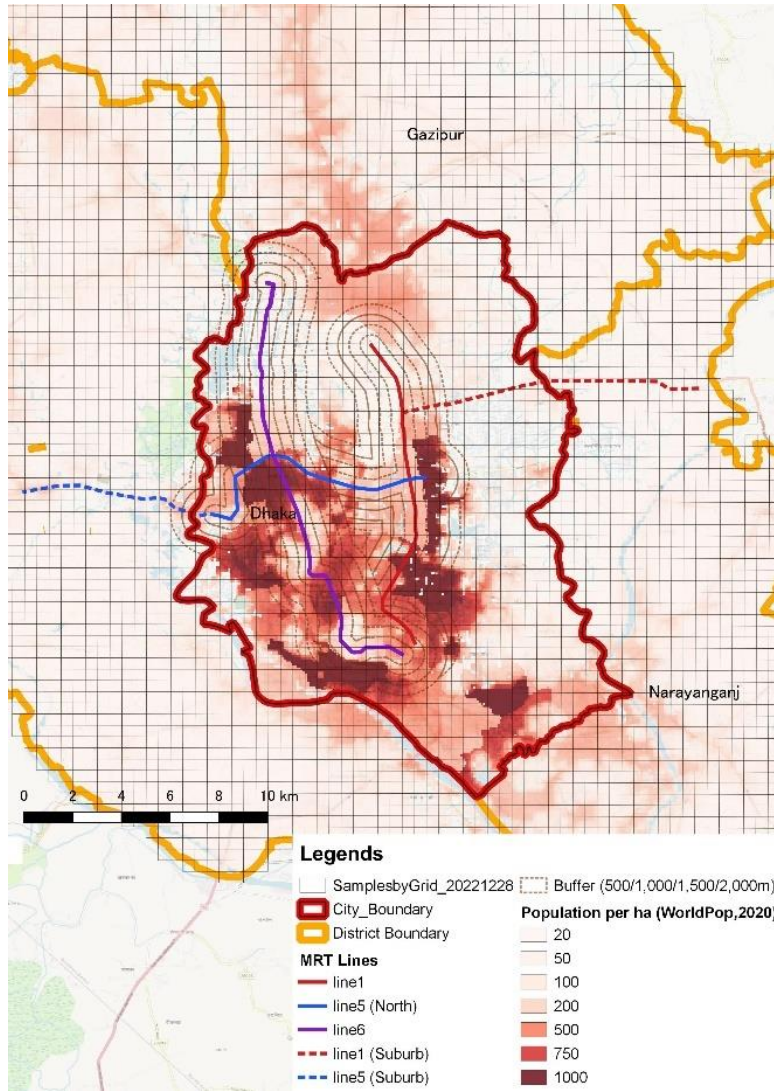 Gazipur
Dhaka
Narayanganj
0 2 4 6 8 10 km
Legends
SamplesbyGrid_20221228
City_Boundary
District Boundary
MRT Lines
line1
line5 (North)
line6
line1 (Suburb)
line5 (Suburb)
Buffer (500/1,000/1,500/2,000m)
Population per ha (WorldPop,2020)
20
50
100
200
500
750
1000